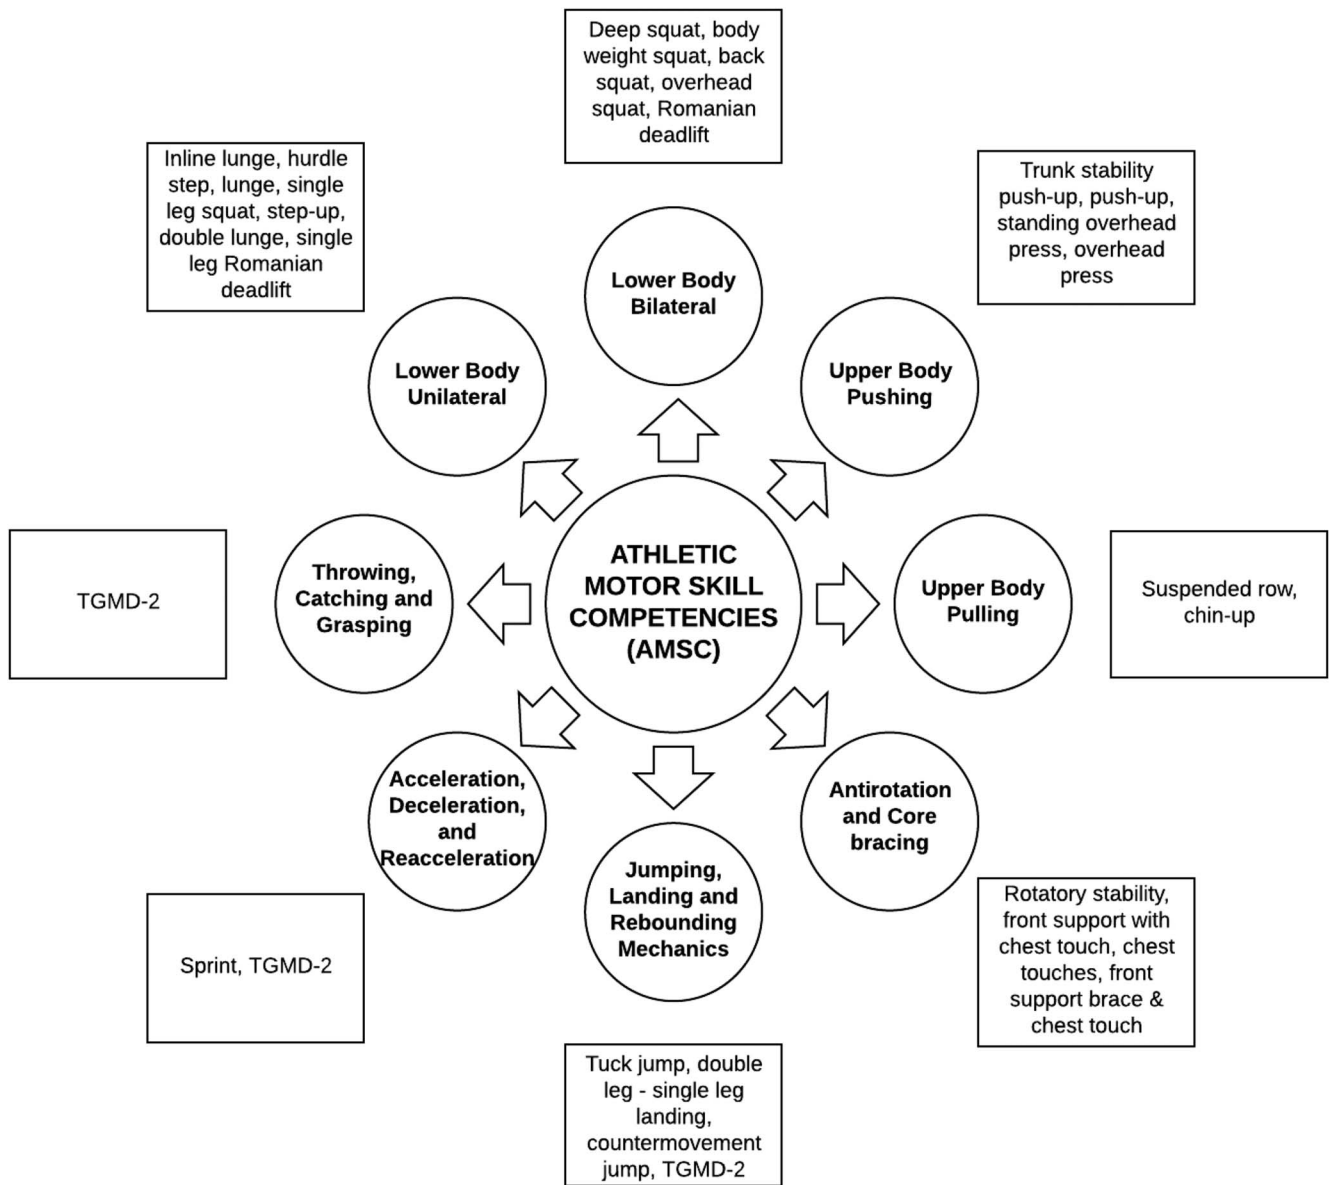 Deep squat, body
weight squat, back
squat, overhead
squat, Romanian
deadlift
Inline lunge, hurdle
step, lunge, single
leg squat, step-up,
double lunge, single
leg Romanian
deadlift
Trunk stability
push-up, push-up,
standing overhead
press, overhead
press
Lower Body
Bilateral
Lower Body
Unilateral
Upper Body
Pushing
TGMD-2
Throwing,
Catching and
Grasping
ATHLETIC
MOTOR SKILL
COMPETENCIES
(AMSC)
Upper Body
Pulling
Suspended row,
chin-up
Acceleration,
Deceleration,
and
Reacceleration
Antirotation
and Core
bracing
Jumping,
Landing and
Rebounding
Mechanics
Sprint, TGMD-2
Rotatory stability,
front support with
chest touch, chest
touches, front
support brace &
chest touch
Tuck jump, double
leg - single leg
landing,
countermovement
jump, TGMD-2